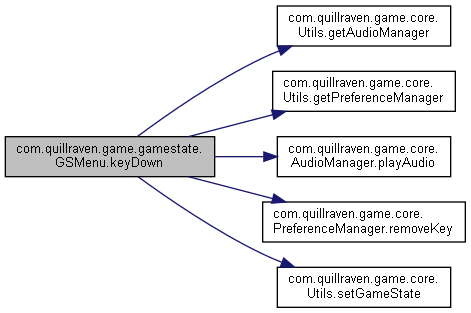 com.quillraven.game.core.
Utils.getAudioManager
com.quillraven.game.core.
Utils.getPreferenceManager
com.quillraven.game.gamestate.
GSMenu.keyDown
com.quillraven.game.core.
AudioManager.playAudio
com.quillraven.game.core.
PreferenceManager.removeKey
com.quillraven.game.core.
Utils.setGameState